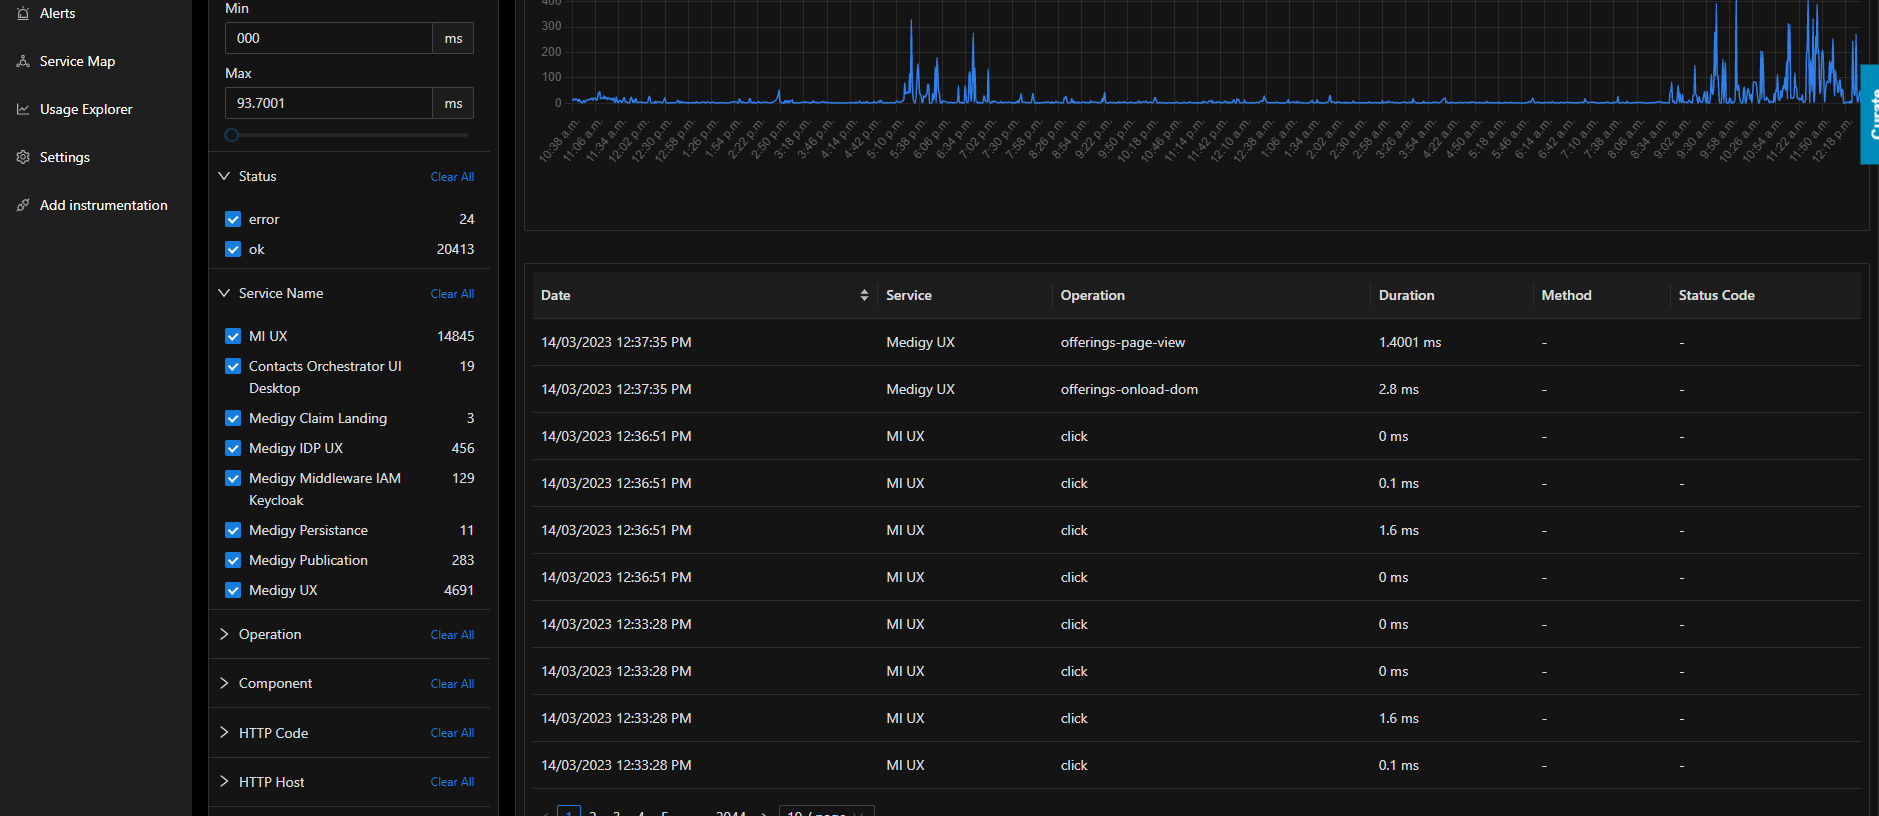 Alerts
Service Map
Usage Explorer
Settings
Add instrumentation
Min
000 ms
Max
93.7001 ms
Status Clear All
error 24
ok 20413
Service Name Clear All
MI UX 14845
Contacts Orchestrator UI 19
Desktop
Medigy Claim Landing 3
Medigy IDP UX 456
Medigy Middleware IAM 129
Keycloak
Medigy Persistance 11
Medigy Publication 283
Medigy UX 4691
Operation Clear All
Component Clear All
HTTP Code Clear All
HTTP Host Clear All
400
300
200
100
0
10:38 a.m. 11:06 a.m. 11:34 a.m. 12:02 p.m. 12:30 p.m. 12:58 p.m. 1:26 p.m. 1:54 p.m. 2:22 p.m. 2:50 p.m. 3:18 p.m. 3:46 p.m. 4:14 p.m. 4:42 p.m. 5:10 p.m. 5:38 p.m. 6:06 p.m. 6:34 p.m. 7:02 p.m. 7:30 p.m. 7:58 p.m. 8:26 p.m. 8:54 p.m. 9:22 p.m. 9:50 p.m. 10:18 p.m. 10:46 p.m. 11:14 p.m. 11:42 p.m. 12:10 a.m. 12:38 a.m. 1:06 a.m. 1:34 a.m. 2:02 a.m. 2:30 a.m. 2:58 a.m. 3:26 a.m. 3:54 a.m. 4:22 a.m. 4:50 a.m. 5:18 a.m. 5:46 a.m. 6:14 a.m. 6:42 a.m. 7:10 a.m. 7:38 a.m. 8:06 a.m. 8:34 a.m. 9:02 a.m. 9:30 a.m. 9:58 a.m. 10:26 a.m. 10:54 a.m. 11:22 a.m. 11:50 a.m. 12:18 p.m.
Curate
Date Service Operation Duration Method Status Code
14/03/2023 12:37:35 PM Medigy UX offerings-page-view 1.4001 ms - -
14/03/2023 12:37:35 PM Medigy UX offerings-onload-dom 2.8 ms - -
14/03/2023 12:36:51 PM MI UX click 0 ms - -
14/03/2023 12:36:51 PM MI UX click 0.1 ms - -
14/03/2023 12:36:51 PM MI UX click 1.6 ms - -
14/03/2023 12:36:51 PM MI UX click 0 ms - -
14/03/2023 12:33:28 PM MI UX click 0 ms - -
14/03/2023 12:33:28 PM MI UX click 0 ms - -
14/03/2023 12:33:28 PM MI UX click 1.6 ms - -
14/03/2023 12:33:28 PM MI UX click 0.1 ms - -
1 2 3 4 5 2044 10 / page